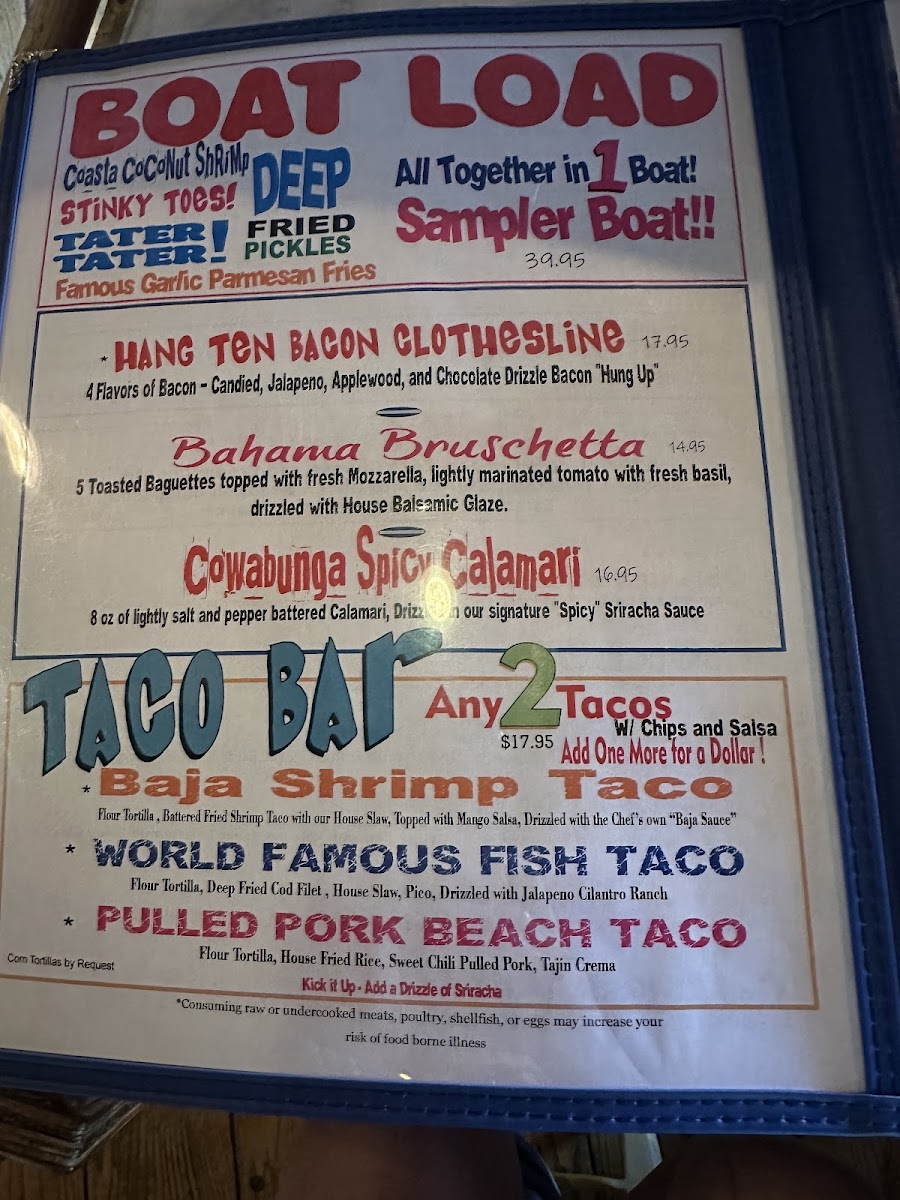 BOAT LOAD
Coasta Coconut Shrimp
STINKY TOES!
TATER!
TATER!
DEEP
FRIED
PICKLES
Famous Garlic Parmesan Fries
All Together in 1 Boat!
Sampler Boat!!
39.95
* HANG TEN BACON CLOTHESLINE 17.95
4 Flavors of Bacon - Candied, Jalapeno, Applewood, and Chocolate Drizzle Bacon "Hung Up"
Bahama Bruschetta 14.95
5 Toasted Baguettes topped with fresh Mozzarella, lightly marinated tomato with fresh basil,
drizzled with House Balsamic Glaze.
Cowabunga Spicy Calamari 16.95
8 oz of lightly salt and pepper battered Calamari, our signature "Spicy" Sriracha Sauce
TACO BAR
Any 2 Tacos
W/ Chips and Salsa
$17.95
Add One More for a Dollar !
* Baja Shrimp Taco
Flour Tortilla , Battered Fried Shrimp Taco with our House Slaw, Topped with Mango Salsa, Drizzled with the Chef's own “Baja Sauce”
* WORLD FAMOUS FISH TACO
Flour Tortilla, Deep Fried Cod Filet , House Slaw, Pico, Drizzled with Jalapeno Cilantro Ranch
* PULLED PORK BEACH TACO
Flour Tortilla, House Fried Rice, Sweet Chili Pulled Pork, Tajin Crema
Corn Tortillas by Request
Kick it Up - Add a Drizzle of Sriracha
*Consuming raw or undercooked meats, poultry, shellfish, or eggs may increase your
risk of food borne illness